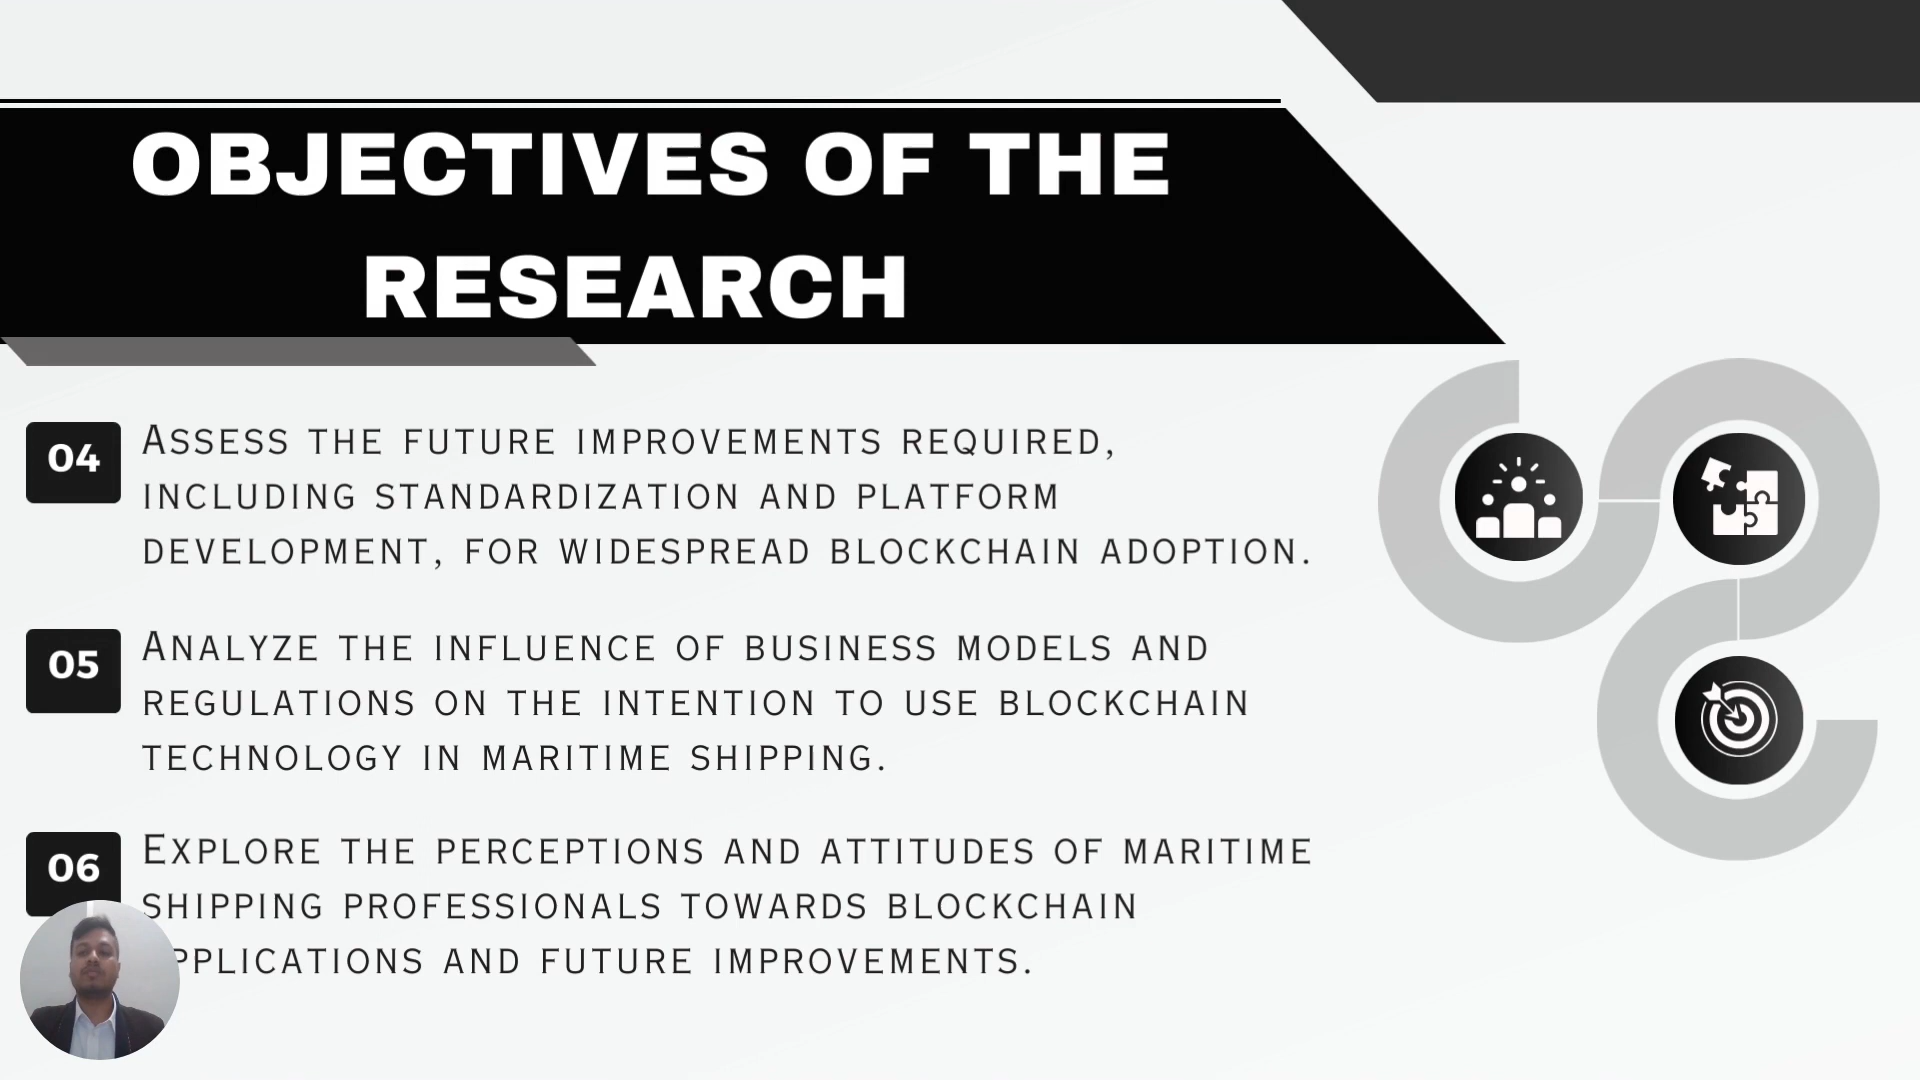 OBJECTIVES OF THE
RESEARCH
04
ASSESS THE FUTURE IMPROVEMENTS REQUIRED,
INCLUDING STANDARDIZATION AND PLATFORM
DEVELOPMENT, FOR WIDESPREAD BLOCKCHAIN ADOPTION.
05
ANALYZE THE INFLUENCE OF BUSINESS MODELS AND
REGULATIONS ON THE INTENTION TO USE BLOCKCHAIN
TECHNOLOGY IN MARITIME SHIPPING.
06
EXPLORE THE PERCEPTIONS AND ATTITUDES OF MARITIME
SHIPPING PROFESSIONALS TOWARDS BLOCKCHAIN
PPLICATIONS AND FUTURE IMPROVEMENTS.